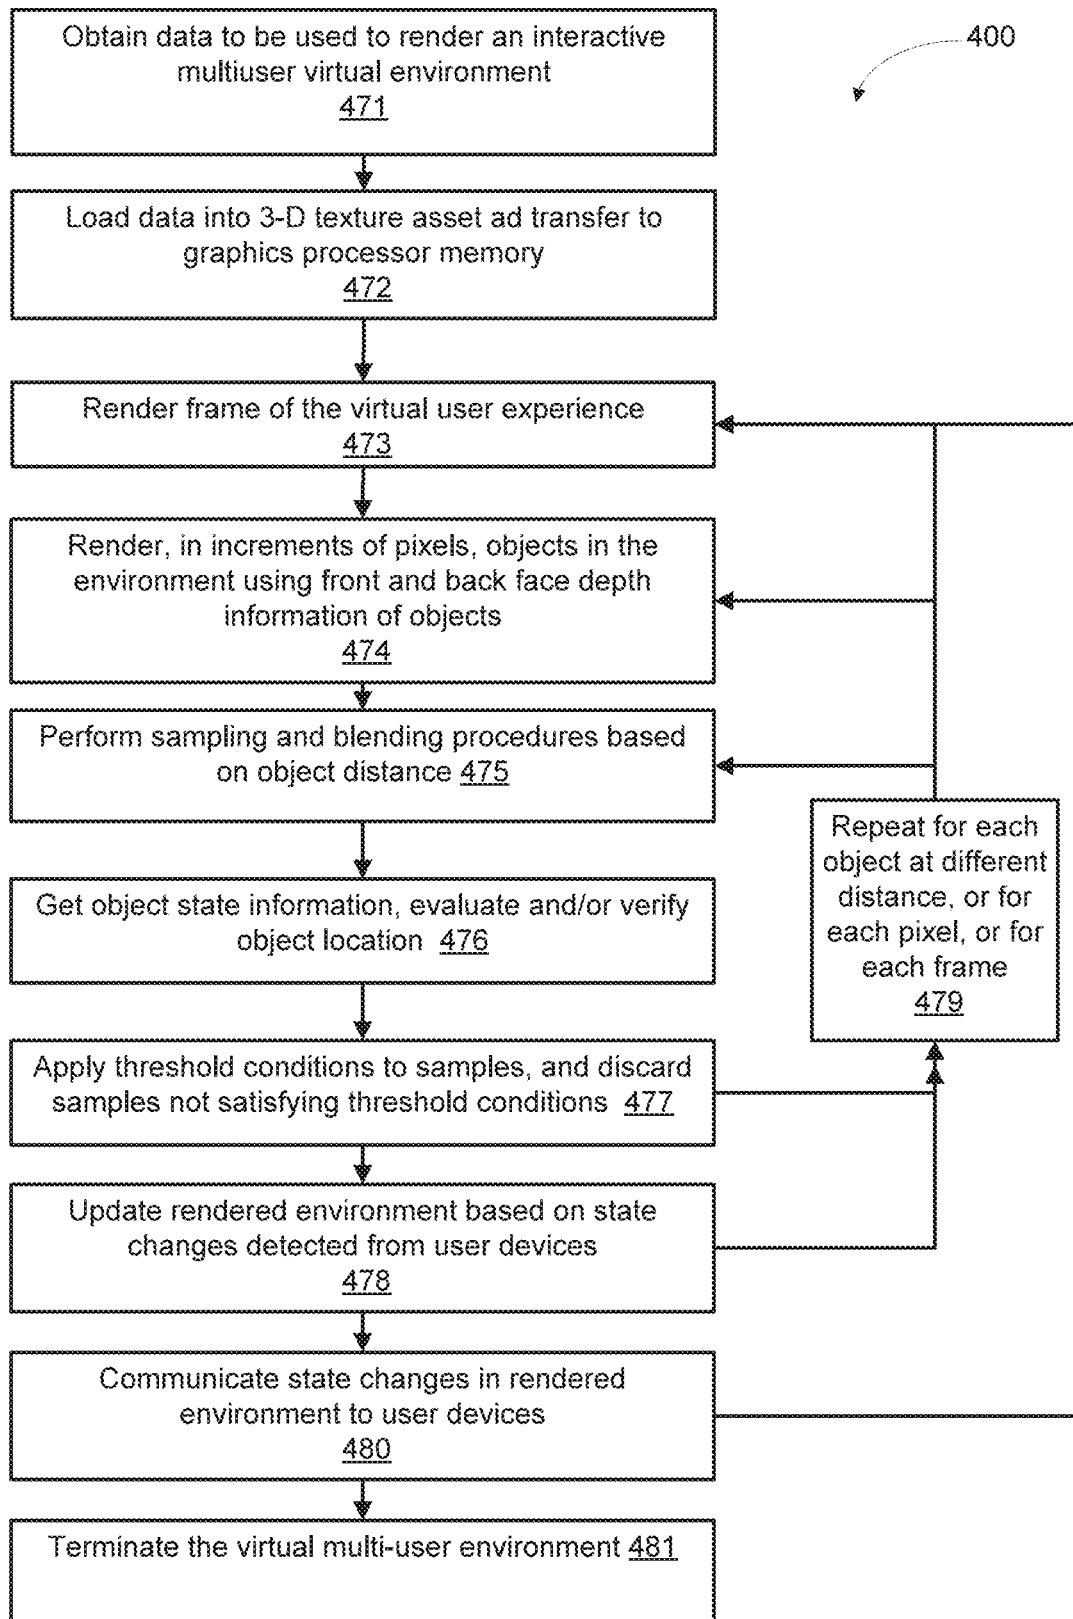 Obtain data to be used to render an interactive
multiuser virtual environment
471
400
Load data into 3-D texture asset ad transfer to
graphics processor memory
472
Render frame of the virtual user experience
473
Render, in increments of pixels, objects in the
environment using front and back face depth
information of objects
474
Perform sampling and blending procedures based
on object distance 475
Repeat for each
object at different
distance, or for
each pixel, or for
each frame
479
Get object state information, evaluate and/or verify
object location 476
Apply threshold conditions to samples, and discard
samples not satisfying threshold conditions 477
Update rendered environment based on state
changes detected from user devices
478
Communicate state changes in rendered
environment to user devices
480
Terminate the virtual multi-user environment 481